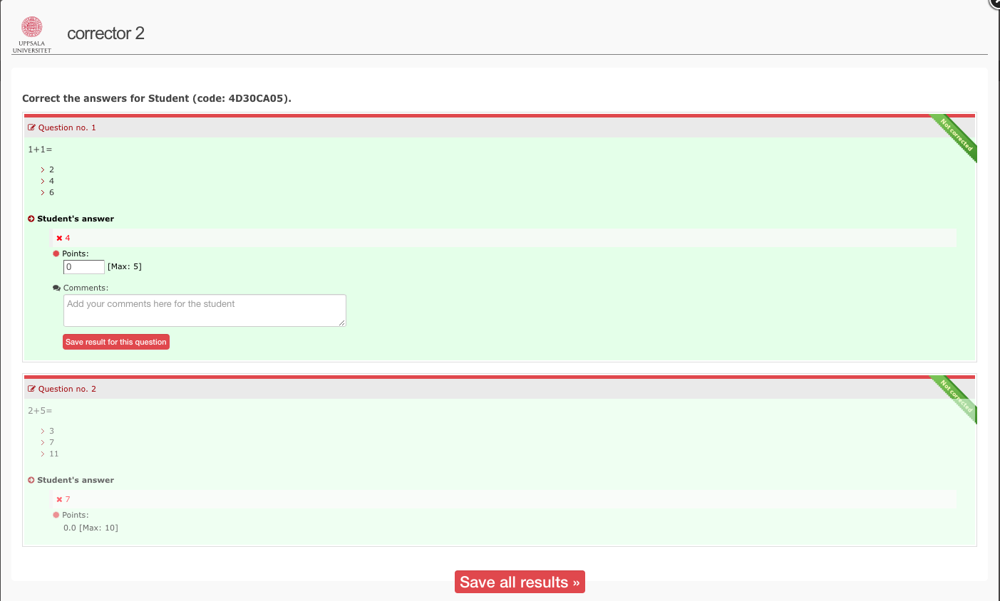 UPPSALA
UNIVERSITET
corrector 2
Correct the answers for Student (code: 4D30CA05).
Question no. 1
Not corrected
1+1=
2
4
6
Student's answer
4
Points:
0 [Max: 5]
Comments:
Add your comments here for the student
Save result for this question
Question no. 2
Not corrected
2+5=
3
7
11
Student's answer
7
Points:
0.0 [Max: 10]
Save all results »